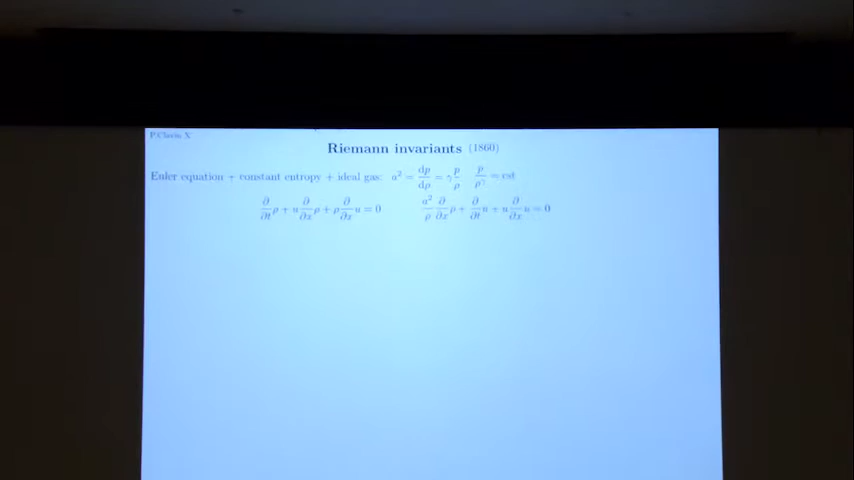 P.Clavin X
Riemann invariants (1860)
Euler equation + constant entropy + ideal gas: a² = dp/dρ = γ p/ρ   p/ρ^γ = cst
∂/∂t ρ + u ∂/∂x ρ + ρ ∂/∂x u = 0   a²/ρ ∂/∂x ρ + ∂/∂t u + u ∂/∂x u = 0